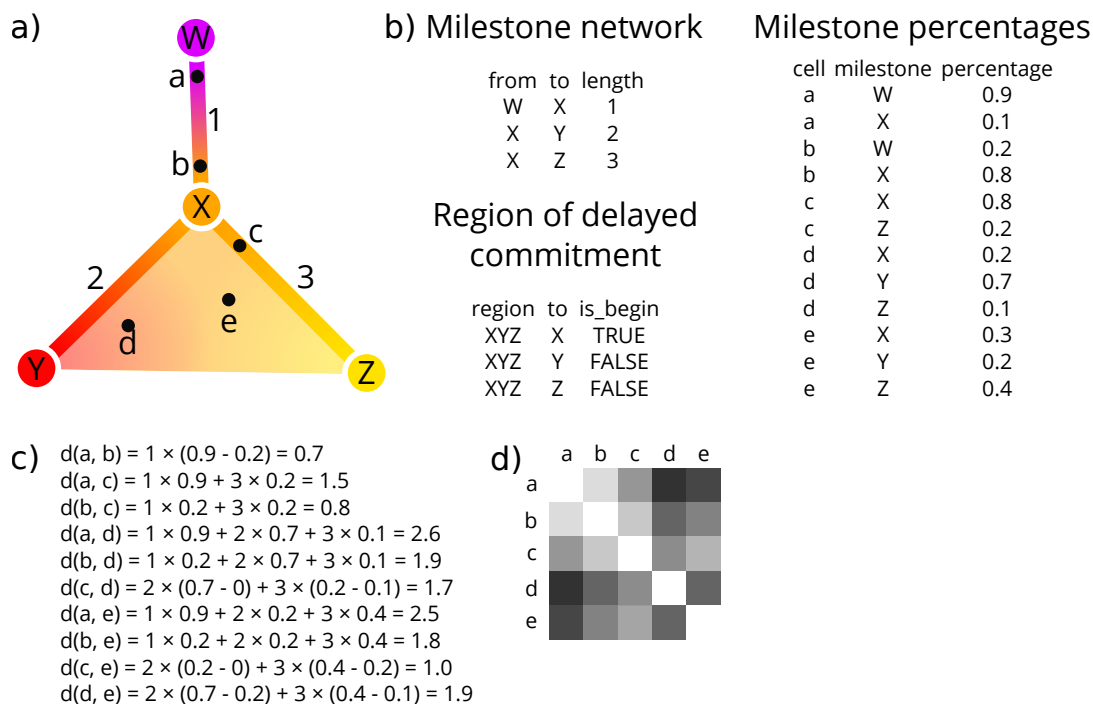 a)
W
a
1
b
X
c
2
3
e
d
Y
Z
b) Milestone network
from to length
W X 1
X Y 2
X Z 3
Region of delayed
commitment
region to is_begin
XYZ X TRUE
XYZ Y FALSE
XYZ Z FALSE
Milestone percentages
cell milestone percentage
a W 0.9
a X 0.1
b W 0.2
b X 0.8
c X 0.8
c Z 0.2
d X 0.2
d Y 0.7
d Z 0.1
e X 0.3
e Y 0.2
e Z 0.4
c)
d(a, b) = 1 × (0.9 - 0.2) = 0.7
d(a, c) = 1 × 0.9 + 3 × 0.2 = 1.5
d(b, c) = 1 × 0.2 + 3 × 0.2 = 0.8
d(a, d) = 1 × 0.9 + 2 × 0.7 + 3 × 0.1 = 2.6
d(b, d) = 1 × 0.2 + 2 × 0.7 + 3 × 0.1 = 1.9
d(c, d) = 2 × (0.7 - 0) + 3 × (0.2 - 0.1) = 1.7
d(a, e) = 1 × 0.9 + 2 × 0.2 + 3 × 0.4 = 2.5
d(b, e) = 1 × 0.2 + 2 × 0.2 + 3 × 0.4 = 1.8
d(c, e) = 2 × (0.2 - 0) + 3 × (0.4 - 0.2) = 1.0
d(d, e) = 2 × (0.7 - 0.2) + 3 × (0.4 - 0.1) = 1.9
d)
a b c d e
a
b
c
d
e